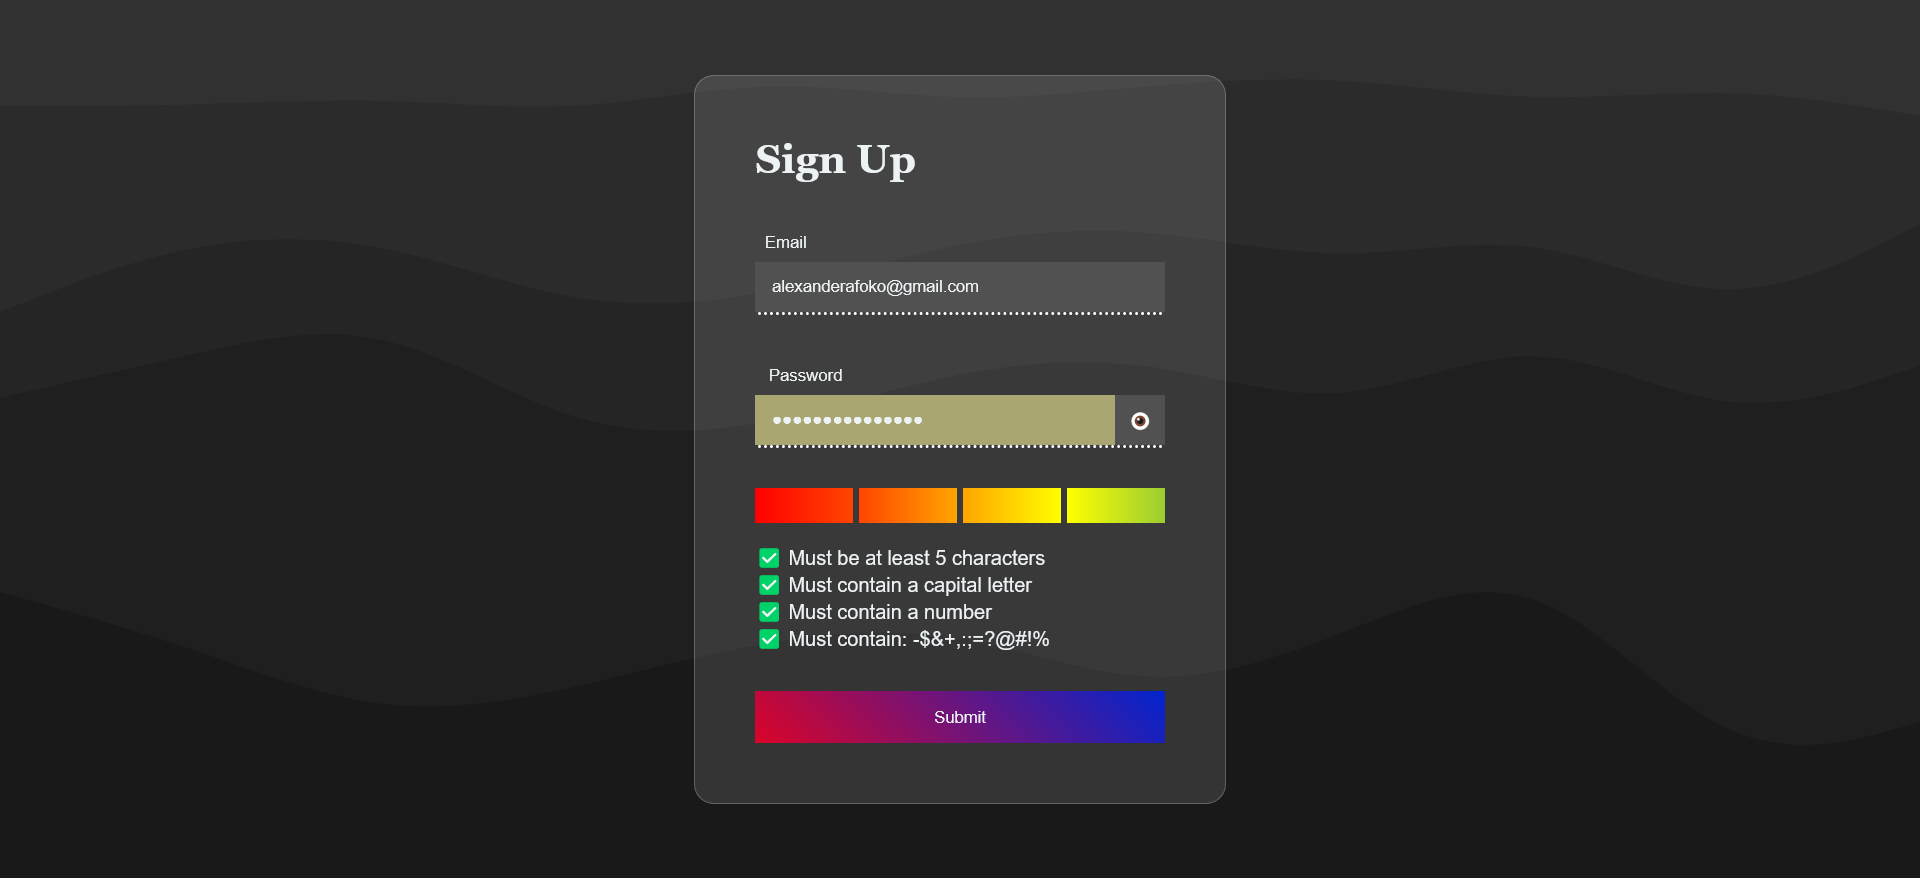 Sign Up
Email
alexanderafoko@gmail.com
Password
●●●●●●●●●●●●●●●
Must be at least 5 characters
Must contain a capital letter
Must contain a number
Must contain: -$&+,:;=?@#!%
Submit